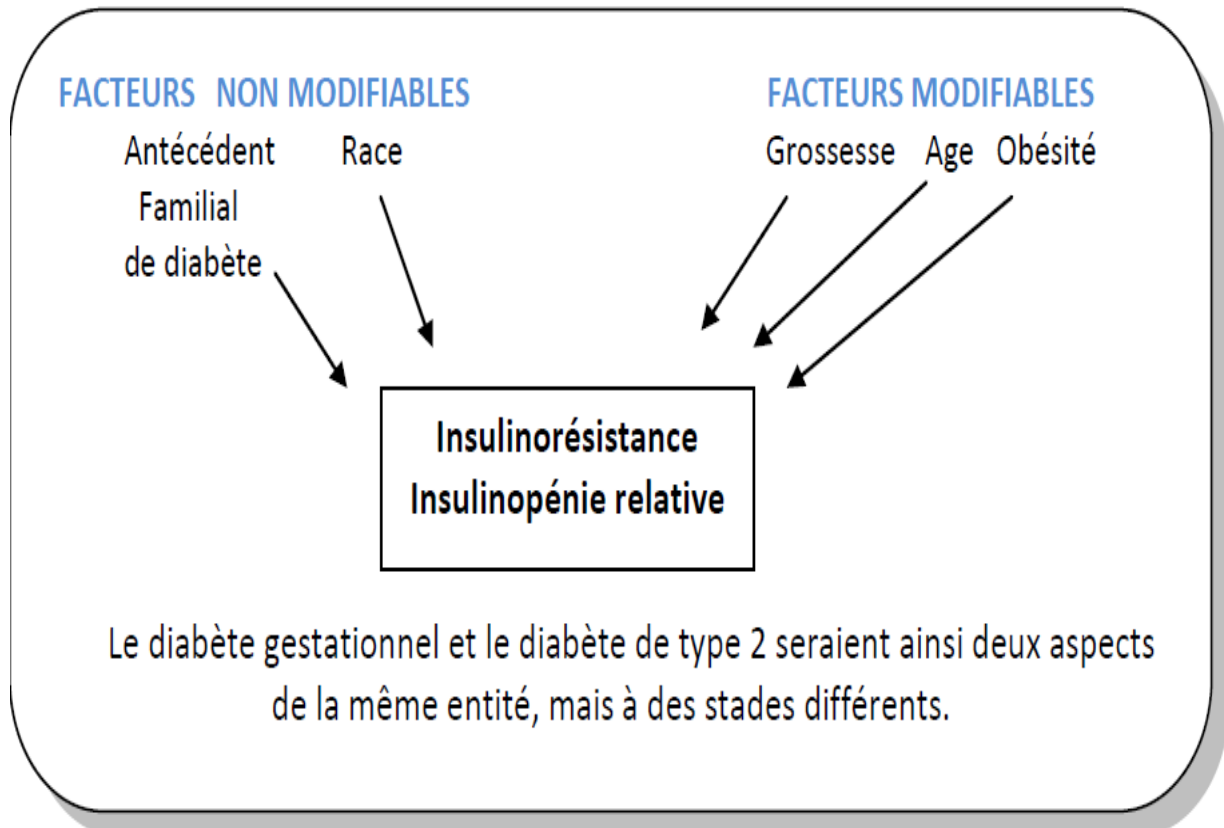 FACTEURS NON MODIFIABLES
Antécédent Race
Familial
de diabète
FACTEURS MODIFIABLES
Grossesse Age Obésité
Insulinorésistance
Insulinopénie relative
Le diabète gestationnel et le diabète de type 2 seraient ainsi deux aspects
de la même entité, mais à des stades différents.